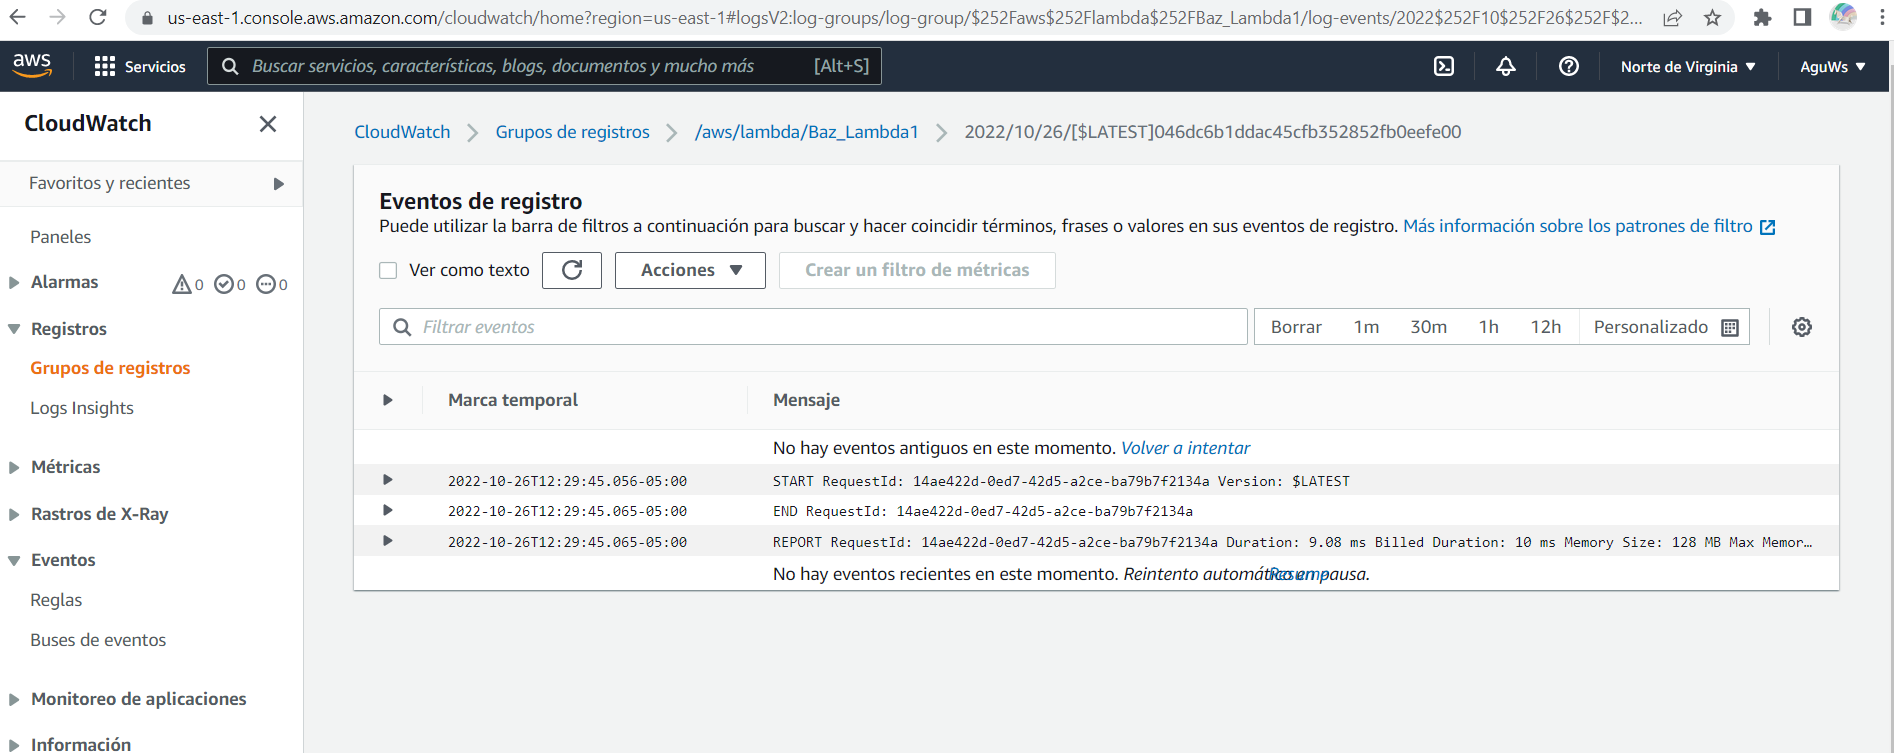 us-east-1.console.aws.amazon.com/cloudwatch/home?region=us-east-1#logsV2:log-groups/log-group/$252Faws$252Flambda$252FBaz_Lambda1/log-events/2022$252F10$252F26$252F$2...
aws Servicios Buscar servicios, características, blogs, documentos y mucho más [Alt+S] Norte de Virginia AguWs
CloudWatch
Favoritos y recientes
Paneles
Alarmas 0 0 0
Registros
Grupos de registros
Logs Insights
Métricas
Rastros de X-Ray
Eventos
Reglas
Buses de eventos
Monitoreo de aplicaciones
Información
CloudWatch Grupos de registros /aws/lambda/Baz_Lambda1 2022/10/26/[$LATEST]046dc6b1ddac45cfb352852fb0eefe00
Eventos de registro
Puede utilizar la barra de filtros a continuación para buscar y hacer coincidir términos, frases o valores en sus eventos de registro. Más información sobre los patrones de filtro
Ver como texto Acciones Crear un filtro de métricas
Filtrar eventos Borrar 1m 30m 1h 12h Personalizado
Marca temporal Mensaje
No hay eventos antiguos en este momento. Volver a intentar
2022-10-26T12:29:45.056-05:00 START RequestId: 14ae422d-0ed7-42d5-a2ce-ba79b7f2134a Version: $LATEST
2022-10-26T12:29:45.065-05:00 END RequestId: 14ae422d-0ed7-42d5-a2ce-ba79b7f2134a
2022-10-26T12:29:45.065-05:00 REPORT RequestId: 14ae422d-0ed7-42d5-a2ce-ba79b7f2134a Duration: 9.08 ms Billed Duration: 10 ms Memory Size: 128 MB Max Memor…
No hay eventos recientes en este momento. Reintento automático en pausa. Resume